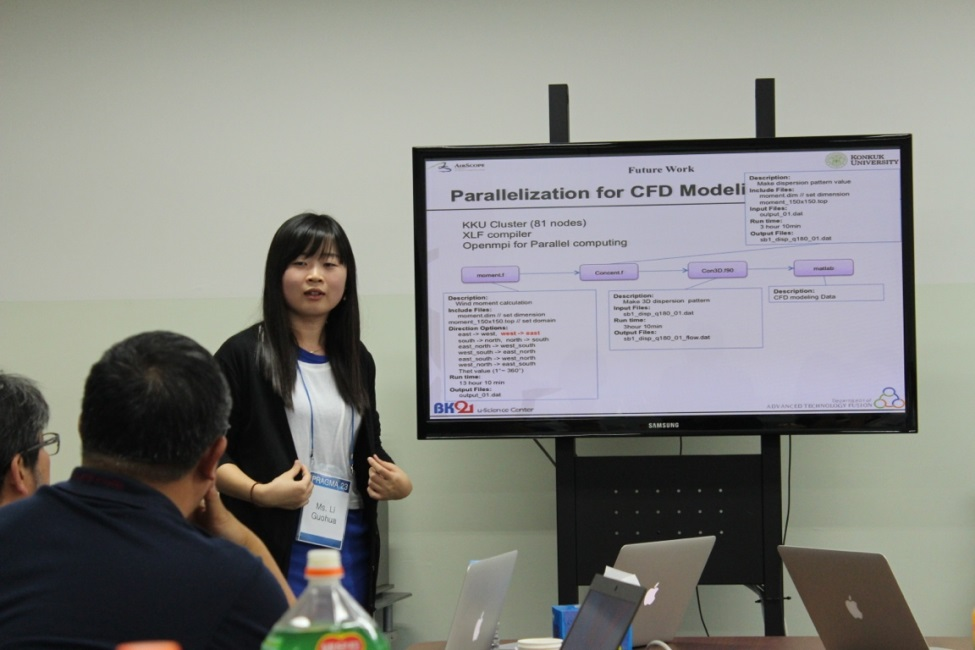 Future Work
KONKUK
UNIVERSITY
Parallelization for CFD Modeli
KKU Cluster (81 nodes)
XLF compiler
Openmpi for Parallel computing
Description:
Make dispersion pattern value
Include Files:
moment.dim // set dimension
moment_150x150.top
Input Files:
output_01.dat
Run time:
3 hour 10min
Output Files:
sb1_disp_q180_01.dat
moment.f
Concent.f
Con3D.f90
matlab
Description:
Wind moment calculation
Include Files:
moment.dim // set dimension
moment_150x150.top // set domain
Direction Options:
east -> west, west -> east
south -> north, north -> south
east_north -> west_south
west_south -> east_north
east_south -> west_north
west_north -> east_south
Thet value (1°~ 360°)
Run time:
13 hour 10 min
Output Files:
output_01.dat
Description:
Make 3D dispersion pattern
Input Files:
sb1_disp_q180_01.dat
Run time:
3hour 10min
Output Files:
sb1_disp_q180_01_flow.dat
Description:
CFD modeling Data
BK21
e-Science Center
Department of
ADVANCED TECHNOLOGY FUSION
SAMSUNG
PRAGMA 23
Ms. Li
Guohua